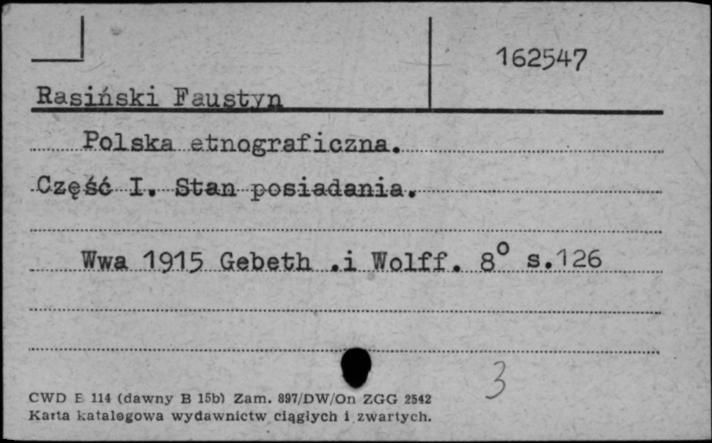 162547
Rasiński Faustyn
Polska etnograficzna.
Część I. Stan posiadania.
Wwa 1915 Gebeth .i Wolff. 8° s.126
3
CWD E 114 (dawny B 15b) Zam. 897/DW/On ZGG 2542
Karta katalogowa wydawnictw ciągłych i zwartych.